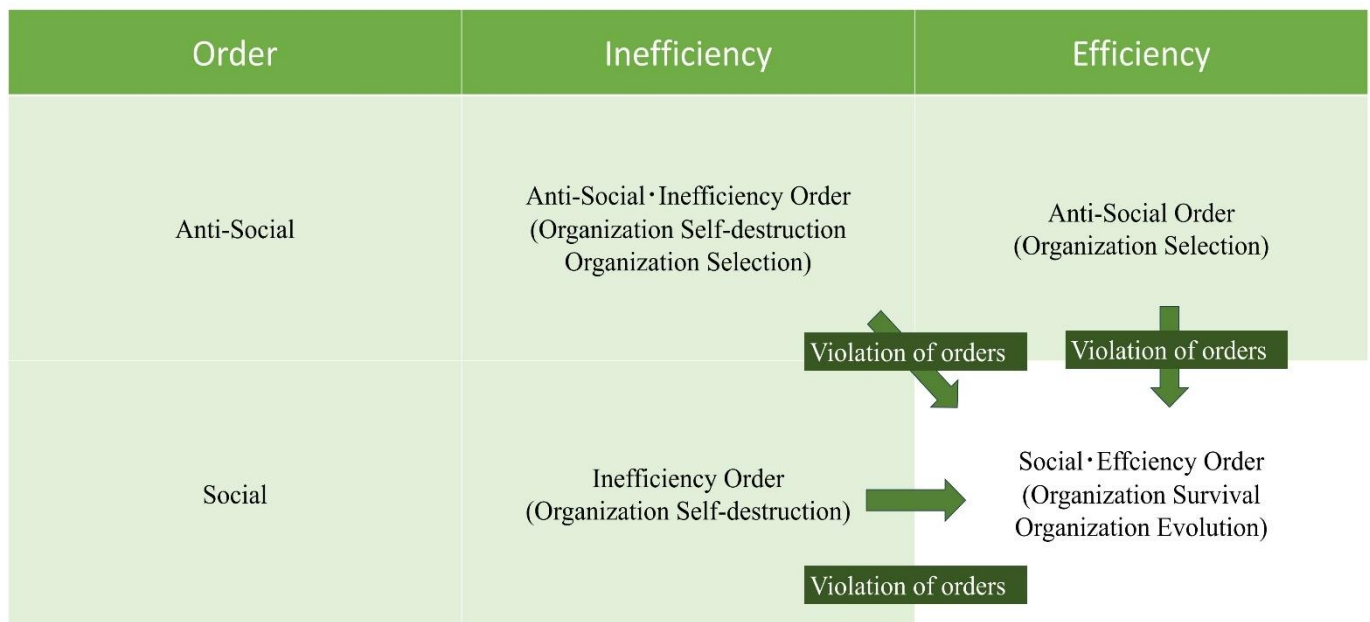 Order
Inefficiency
Efficiency
Anti-Social
Anti-Social・Inefficiency Order
(Organization Self-destruction
Organization Selection)
Anti-Social Order
(Organization Selection)
Violation of orders
Violation of orders
Social
Inefficiency Order
(Organization Self-destruction)
Social・Effciency Order
(Organization Survival
Organization Evolution)
Violation of orders